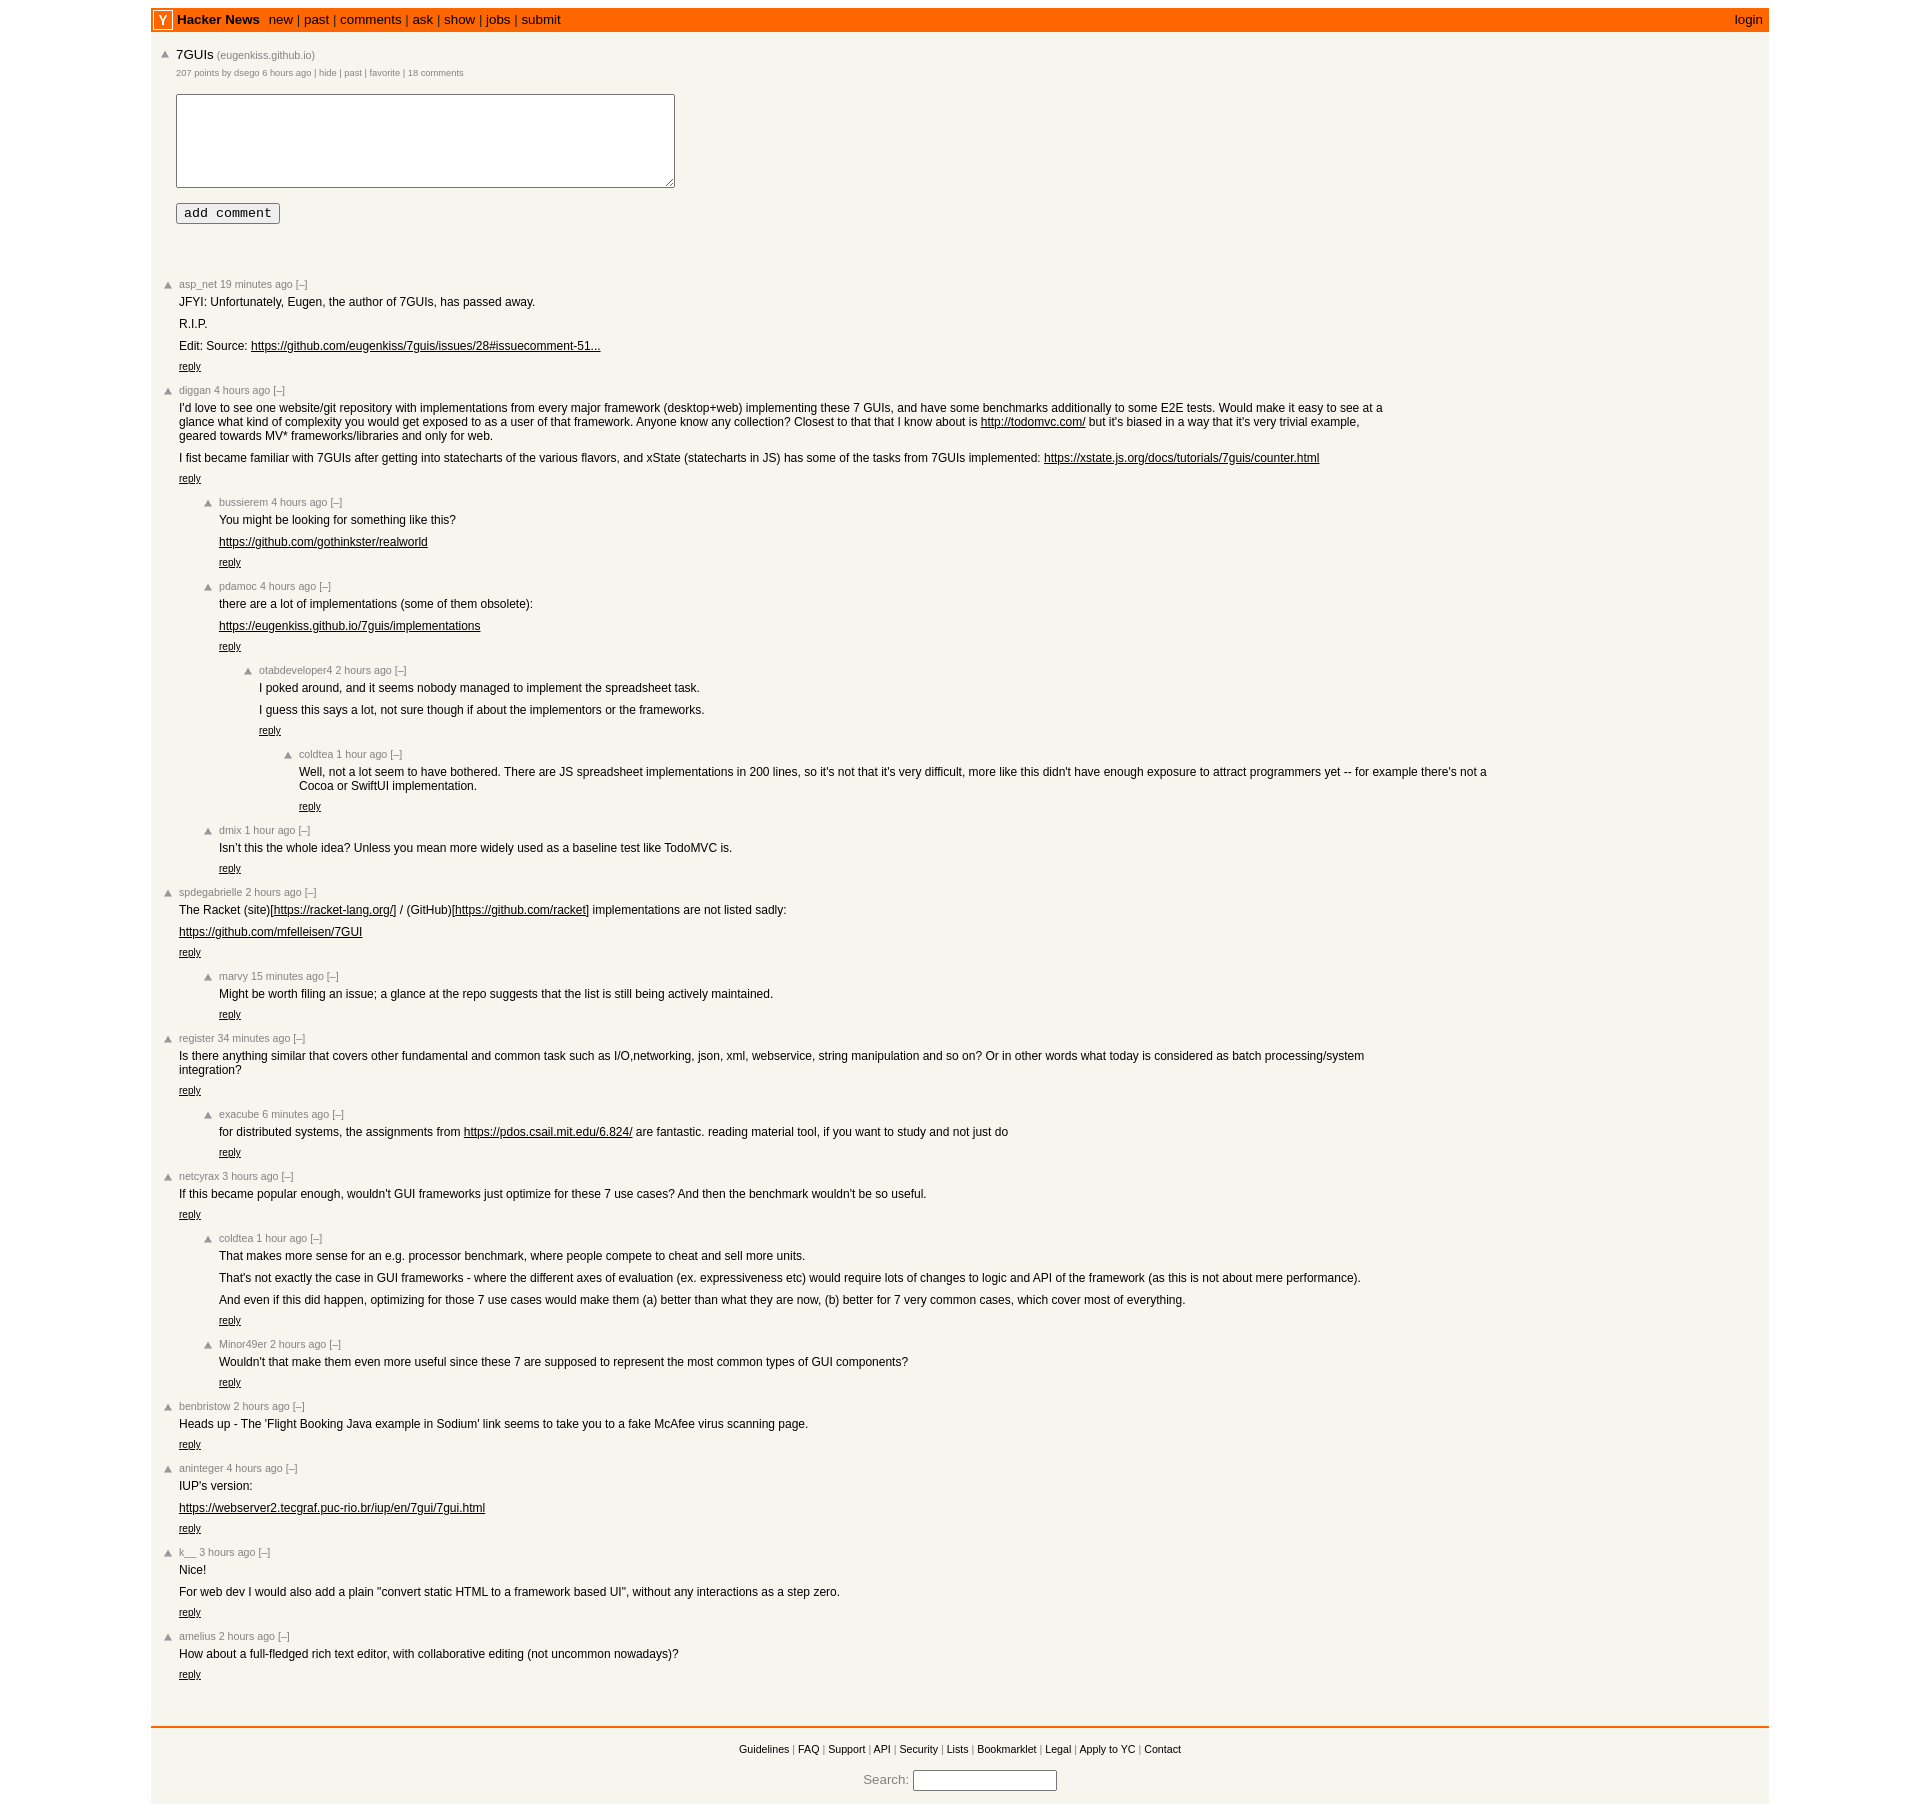 Y Hacker News new | past | comments | ask | show | jobs | submit login
7GUIs (eugenkiss.github.io)
207 points by dsego 6 hours ago | hide | past | favorite | 18 comments
add comment
asp_net 19 minutes ago [–]
JFYI: Unfortunately, Eugen, the author of 7GUIs, has passed away.
R.I.P.
Edit: Source: https://github.com/eugenkiss/7guis/issues/28#issuecomment-51...
reply
diggan 4 hours ago [–]
I'd love to see one website/git repository with implementations from every major framework (desktop+web) implementing these 7 GUIs, and have some benchmarks additionally to some E2E tests. Would make it easy to see at a
glance what kind of complexity you would get exposed to as a user of that framework. Anyone know any collection? Closest to that that I know about is http://todomvc.com/ but it's biased in a way that it's very trivial example,
geared towards MV* frameworks/libraries and only for web.
I fist became familiar with 7GUIs after getting into statecharts of the various flavors, and xState (statecharts in JS) has some of the tasks from 7GUIs implemented: https://xstate.js.org/docs/tutorials/7guis/counter.html
reply
bussierem 4 hours ago [–]
You might be looking for something like this?
https://github.com/gothinkster/realworld
reply
pdamoc 4 hours ago [–]
there are a lot of implementations (some of them obsolete):
https://eugenkiss.github.io/7guis/implementations
reply
otabdeveloper4 2 hours ago [–]
I poked around, and it seems nobody managed to implement the spreadsheet task.
I guess this says a lot, not sure though if about the implementors or the frameworks.
reply
coldtea 1 hour ago [–]
Well, not a lot seem to have bothered. There are JS spreadsheet implementations in 200 lines, so it's not that it's very difficult, more like this didn't have enough exposure to attract programmers yet -- for example there's not a
Cocoa or SwiftUI implementation.
reply
dmix 1 hour ago [–]
Isn’t this the whole idea? Unless you mean more widely used as a baseline test like TodoMVC is.
reply
spdegabrielle 2 hours ago [–]
The Racket (site)[https://racket-lang.org/] / (GitHub)[https://github.com/racket] implementations are not listed sadly:
https://github.com/mfelleisen/7GUI
reply
marvy 15 minutes ago [–]
Might be worth filing an issue; a glance at the repo suggests that the list is still being actively maintained.
reply
register 34 minutes ago [–]
Is there anything similar that covers other fundamental and common task such as I/O,networking, json, xml, webservice, string manipulation and so on? Or in other words what today is considered as batch processing/system
integration?
reply
exacube 6 minutes ago [–]
for distributed systems, the assignments from https://pdos.csail.mit.edu/6.824/ are fantastic. reading material tool, if you want to study and not just do
reply
netcyrax 3 hours ago [–]
If this became popular enough, wouldn't GUI frameworks just optimize for these 7 use cases? And then the benchmark wouldn't be so useful.
reply
coldtea 1 hour ago [–]
That makes more sense for an e.g. processor benchmark, where people compete to cheat and sell more units.
That's not exactly the case in GUI frameworks - where the different axes of evaluation (ex. expressiveness etc) would require lots of changes to logic and API of the framework (as this is not about mere performance).
And even if this did happen, optimizing for those 7 use cases would make them (a) better than what they are now, (b) better for 7 very common cases, which cover most of everything.
reply
Minor49er 2 hours ago [–]
Wouldn't that make them even more useful since these 7 are supposed to represent the most common types of GUI components?
reply
benbristow 2 hours ago [–]
Heads up - The 'Flight Booking Java example in Sodium' link seems to take you to a fake McAfee virus scanning page.
reply
aninteger 4 hours ago [–]
IUP's version:
https://webserver2.tecgraf.puc-rio.br/iup/en/7gui/7gui.html
reply
k__ 3 hours ago [–]
Nice!
For web dev I would also add a plain "convert static HTML to a framework based UI", without any interactions as a step zero.
reply
amelius 2 hours ago [–]
How about a full-fledged rich text editor, with collaborative editing (not uncommon nowadays)?
reply
Guidelines | FAQ | Support | API | Security | Lists | Bookmarklet | Legal | Apply to YC | Contact
Search: